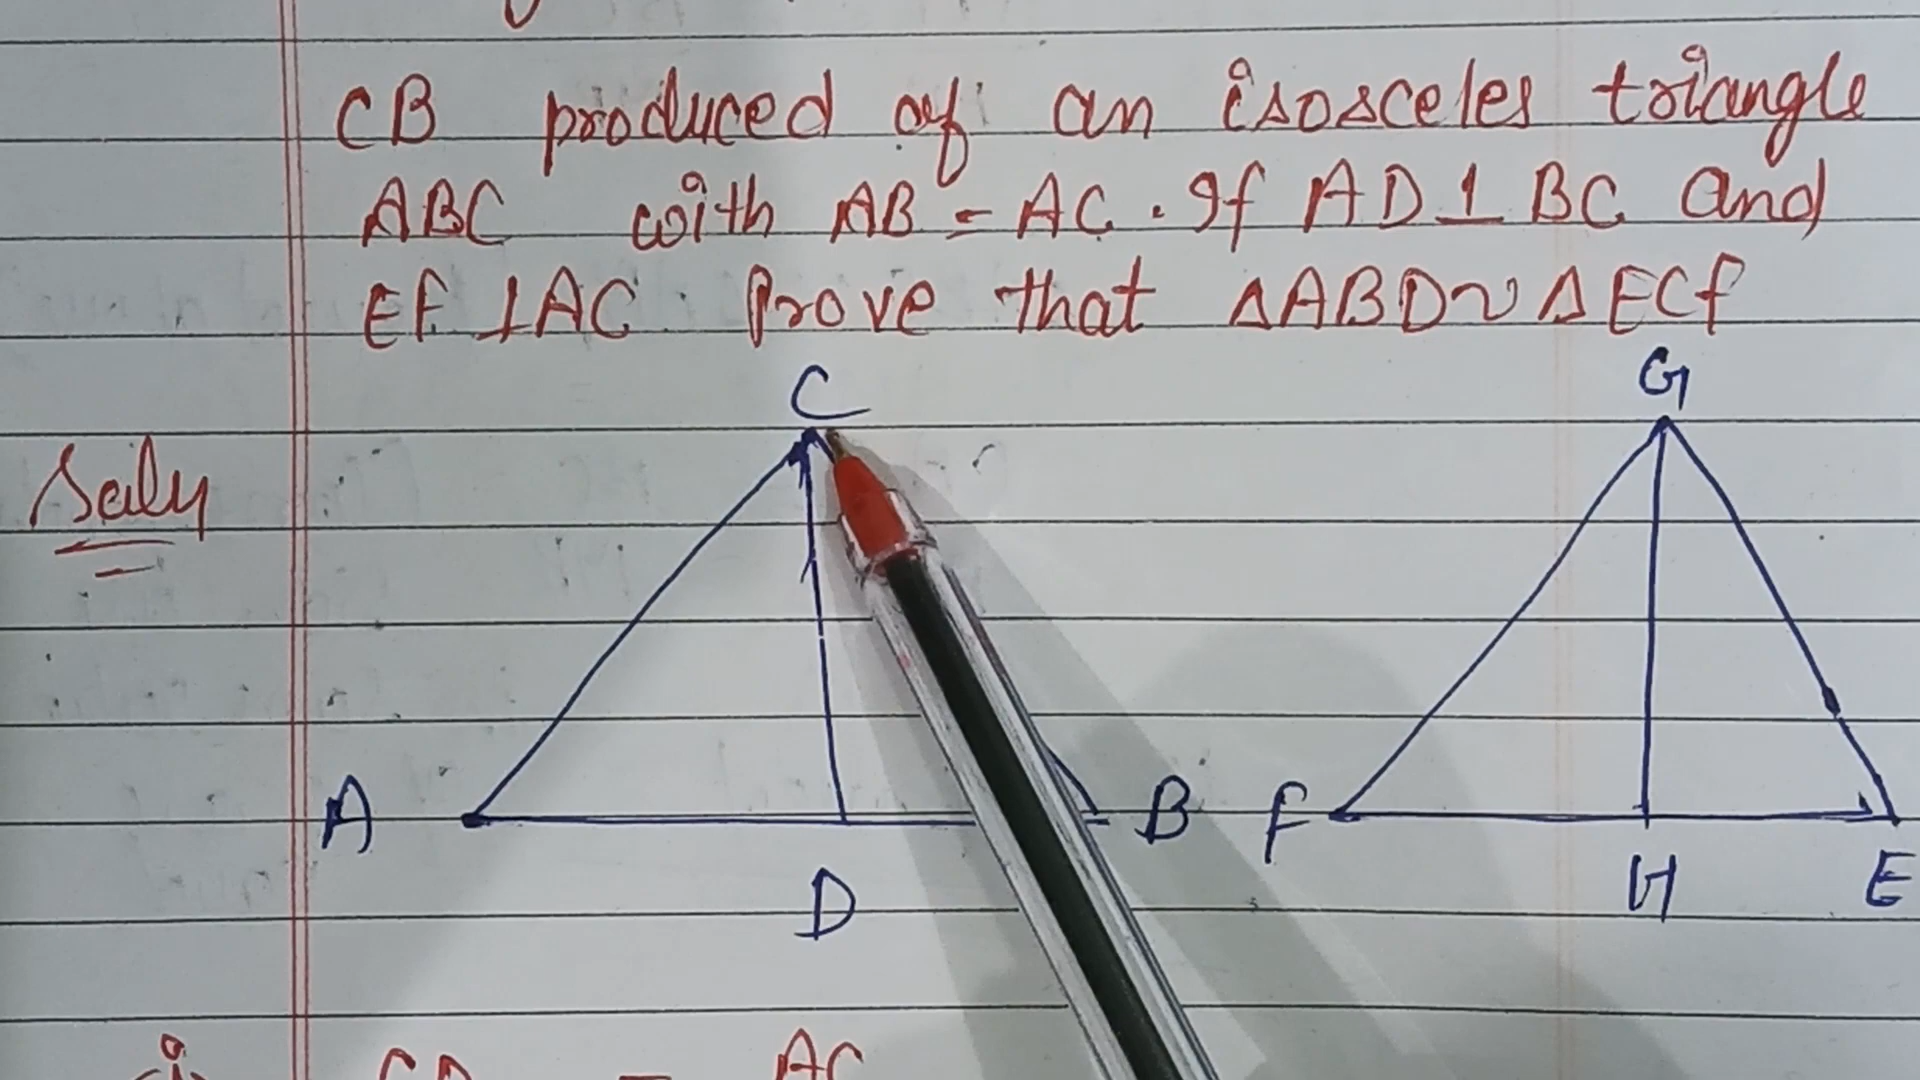 CB produced of an isosceles triangle
ABC with AB = AC. If AD ⊥ BC and
EF ⊥ AC Prove that ΔABD ~ ΔECF
C
G
A
B
F
D
H
E